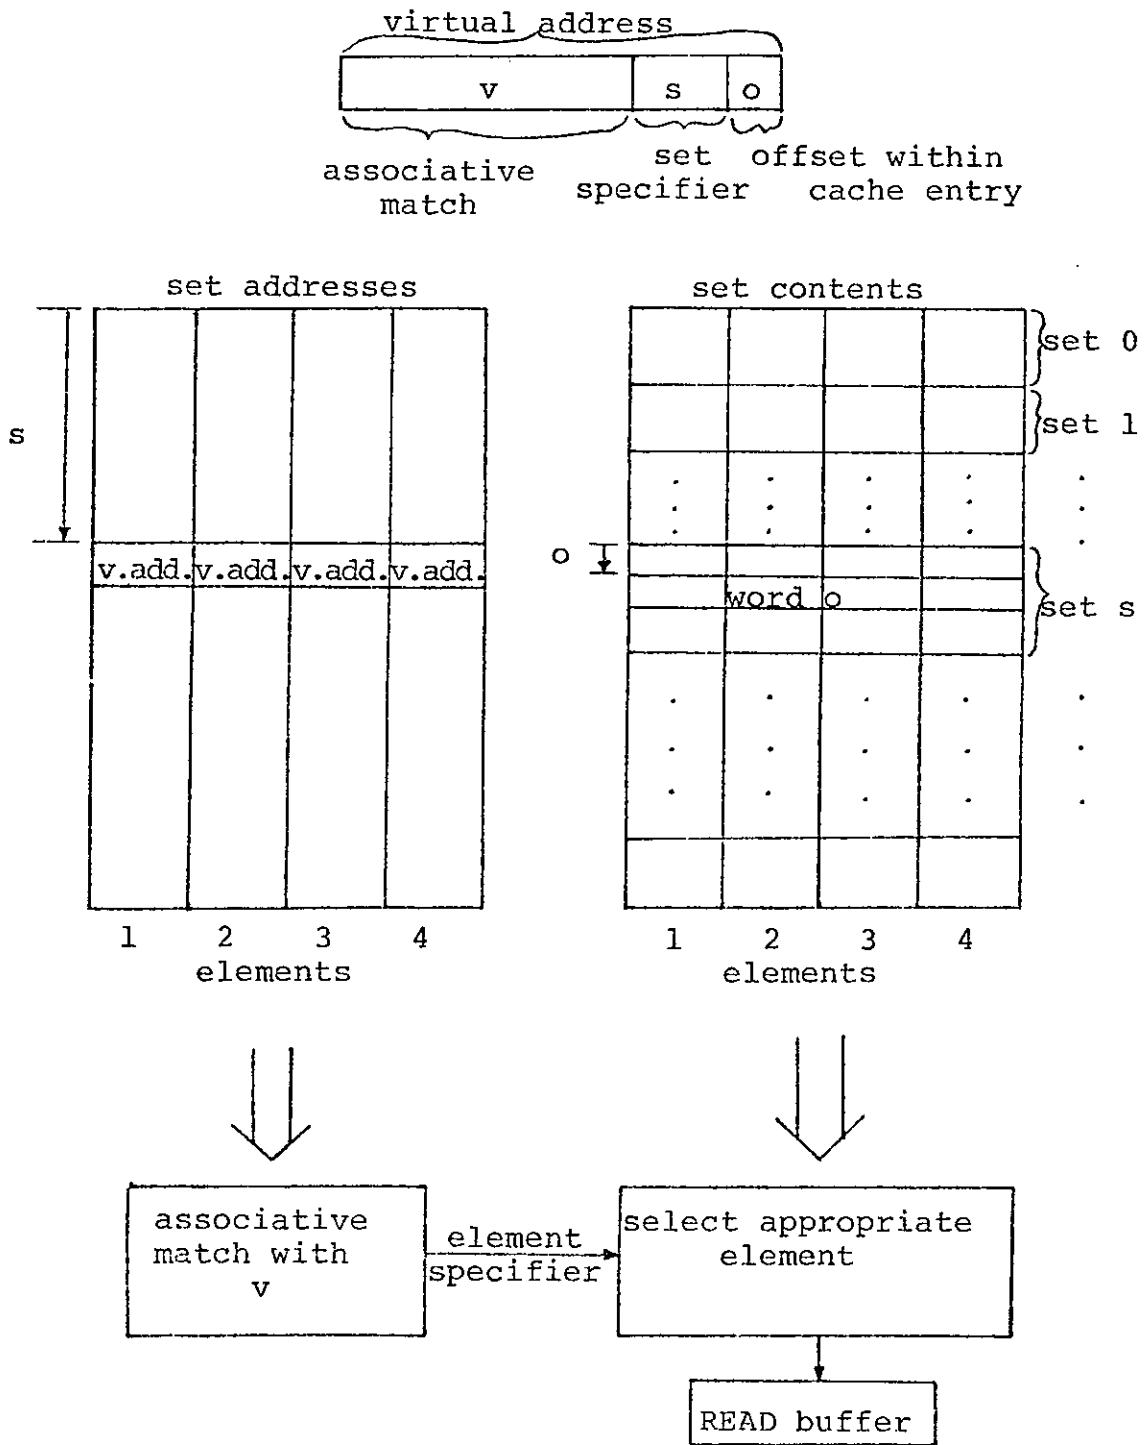 virtual address
v s o
associative match
set specifier
offset within cache entry
set addresses
s
v.add. v.add. v.add. v.add.
1 2 3 4
elements
set contents
set 0
set 1
o
word o
set s
1 2 3 4
elements
associative
match with
v
element
specifier
select appropriate
element
READ buffer